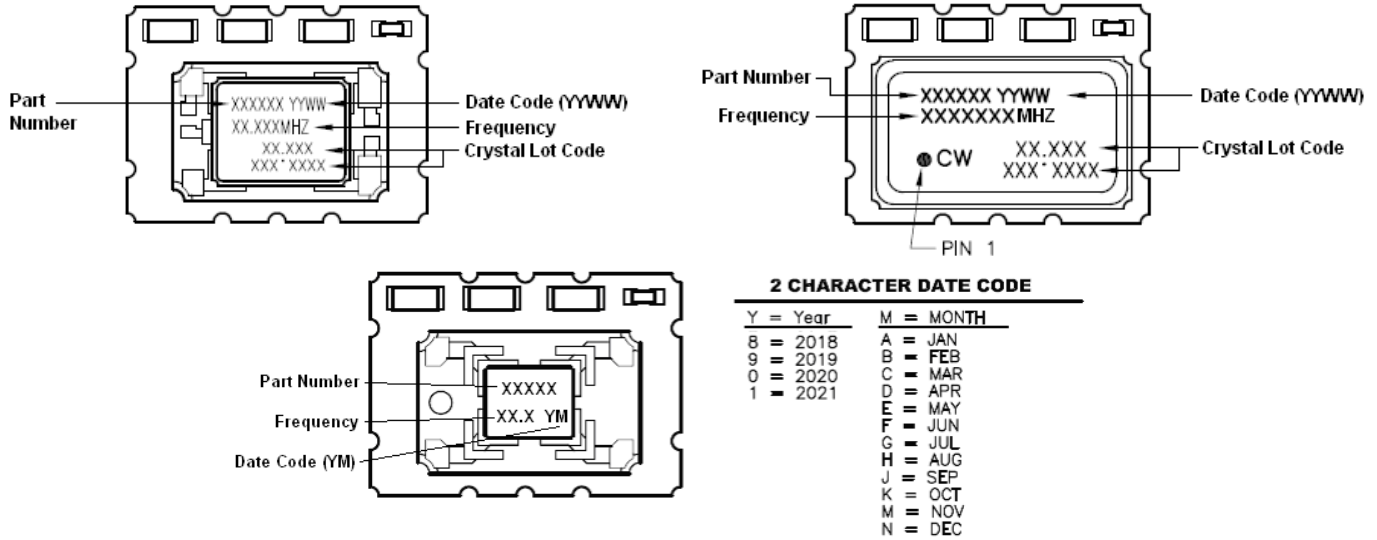 Part
Number
XXXXXX YYWW
XX.XXXMHZ
XX.XXX
XXX*XXXX
Date Code (YYWW)
Frequency
Crystal Lot Code
Part Number
Frequency
XXXXXX YYWW
XXXXXXXMHZ
CW
XX.XXX
XXX*XXXX
Date Code (YYWW)
Crystal Lot Code
PIN 1
Part Number
Frequency
Date Code (YM)
XXXXX
XX.X YM
2 CHARACTER DATE CODE
Y = Year
8 = 2018
9 = 2019
0 = 2020
1 = 2021
M = MONTH
A = JAN
B = FEB
C = MAR
D = APR
E = MAY
F = JUN
G = JUL
H = AUG
J = SEP
K = OCT
M = NOV
N = DEC